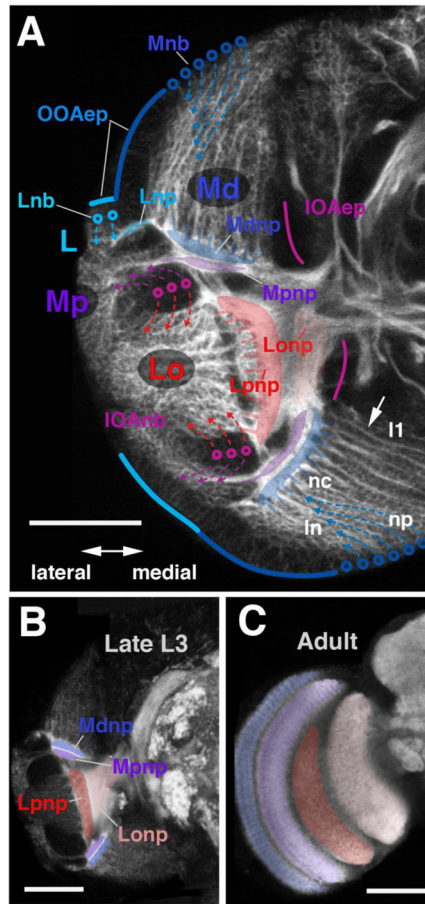 A
Mnb
OOAep
Lnb
Lnp
Md
IOAep
L
Mdnp
Mp
Mpnp
Lonp
Lo
Lpnp
IOAnb
l1
nc
np
ln
lateral
medial
B
Late L3
C
Adult
Mdnp
Mpnp
Lpnp
Lonp